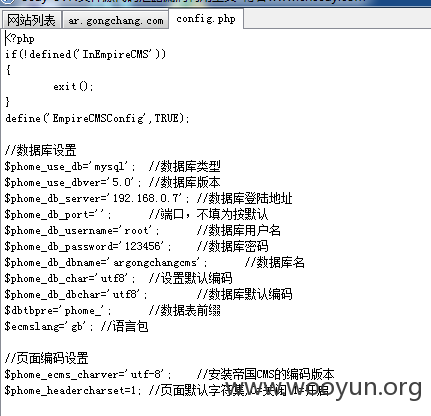 网站列表 ar.gongchang.com config.php
<?php
if(!defined('InEmpireCMS'))
{
exit();
}
define('EmpireCMSConfig',TRUE);
//数据库设置
$phome_use_db='mysql'; //数据库类型
$phome_use_dbver='5.0'; //数据库版本
$phome_db_server='192.168.0.7'; //数据库登陆地址
$phome_db_port=''; //端口，不填为按默认
$phome_db_username='root'; //数据库用户名
$phome_db_password='123456'; //数据库密码
$phome_db_dbname='argongchangcms'; //数据库名
$phome_db_char='utf8'; //设置默认编码
$phome_db_dbchar='utf8'; //数据库默认编码
$dbtbpre='phome_'; //数据表前缀
$ecmslang='gb'; //语言包
//页面编码设置
$phome_ecms_charver='utf-8'; //安装帝国CMS的编码版本
$phome_headercharset=1; //页面默认字符集
www.wooyun.org